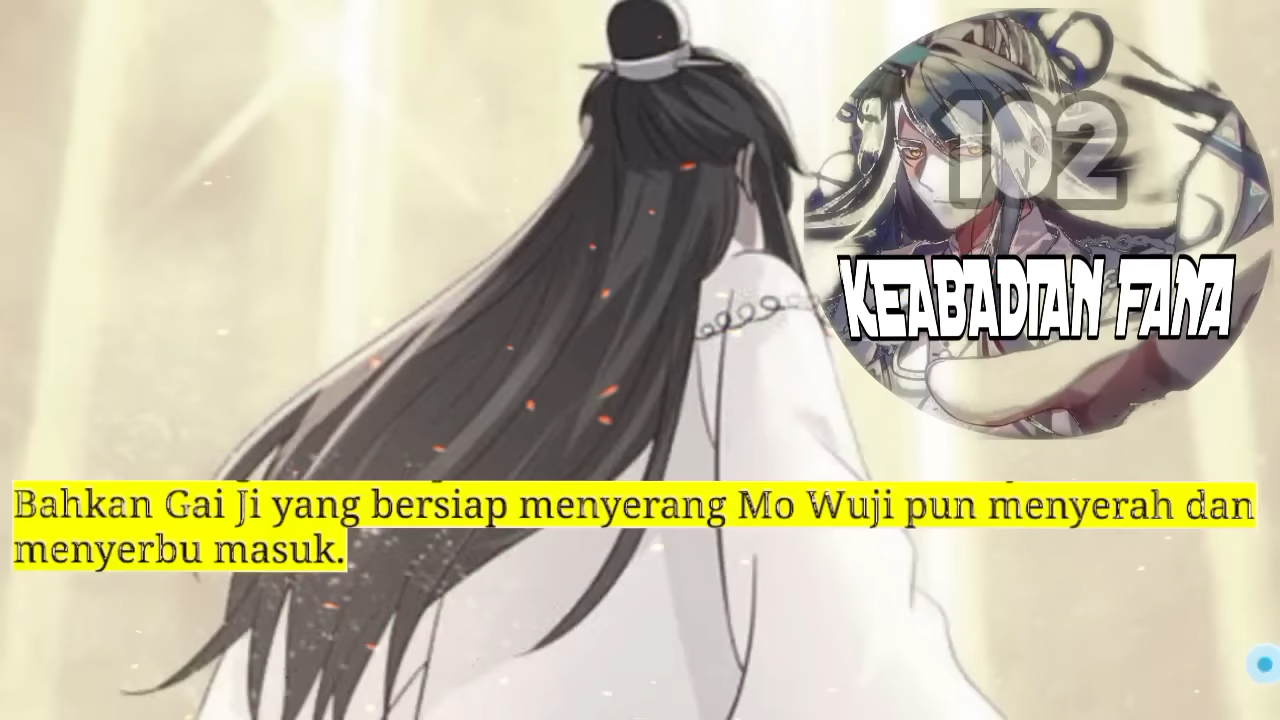 102
KEABADIAN FANA
Bahkan Gai Ji yang bersiap menyerang Mo Wuji pun menyerah dan
menyerbu masuk.